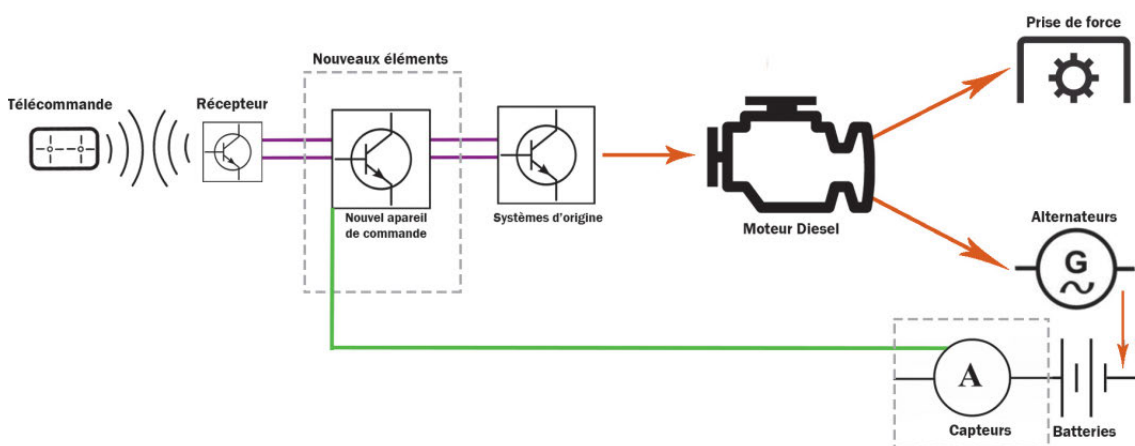 Prise de force
Nouveaux éléments
Télécommande
Récepteur
Nouvel apareil
de commande
Systèmes d'origine
Moteur Diesel
Alternateurs
G
A
Capteurs
Batteries